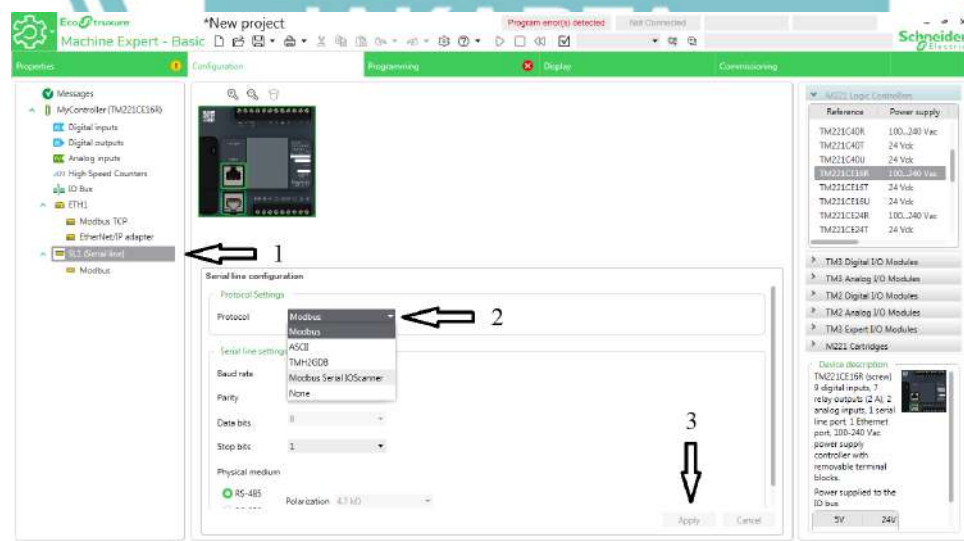 EcoStruxure
Machine Expert - Basic
*New project
Program error(s) detected
Not Connected
Schneider
Electric
Properties
Configuration
Programming
Display
Commissioning
Messages
MyController (TM221CE16R)
Digital inputs
Digital outputs
Analog inputs
High Speed Counters
IO Bus
ETH1
Modbus TCP
EtherNet/IP adapter
SL1 (Serial line)
Modbus
1
Serial line configuration
Protocol Settings
Protocol
Modbus
2
Modbus
ASCII
TMH2GDB
Modbus Serial IOScanner
None
Serial line settings
Baud rate
Parity
Data bits
8
Stop bits
1
Physical medium
RS-485
Polarization
4.7 kΩ
3
Apply
Cancel
M221 Logic Controllers
Reference Power supply
TM221C40R 100...240 Vac
TM221C40T 24 Vdc
TM221C40U 24 Vdc
TM221CE16R 100...240 Vac
TM221CE16T 24 Vdc
TM221CE16U 24 Vdc
TM221CE24R 100...240 Vac
TM221CE24T 24 Vdc
TM3 Digital I/O Modules
TM3 Analog I/O Modules
TM2 Digital I/O Modules
TM2 Analog I/O Modules
TM3 Expert I/O Modules
M221 Cartridges
Device description
TM221CE16R (screw)
9 digital inputs, 7
relay outputs (2 A), 2
analog inputs, 1 serial
line port, 1 Ethernet
port, 100-240 Vac
power supply
controller with
removable terminal
blocks.
Power supplied to the
IO bus
5V 24V